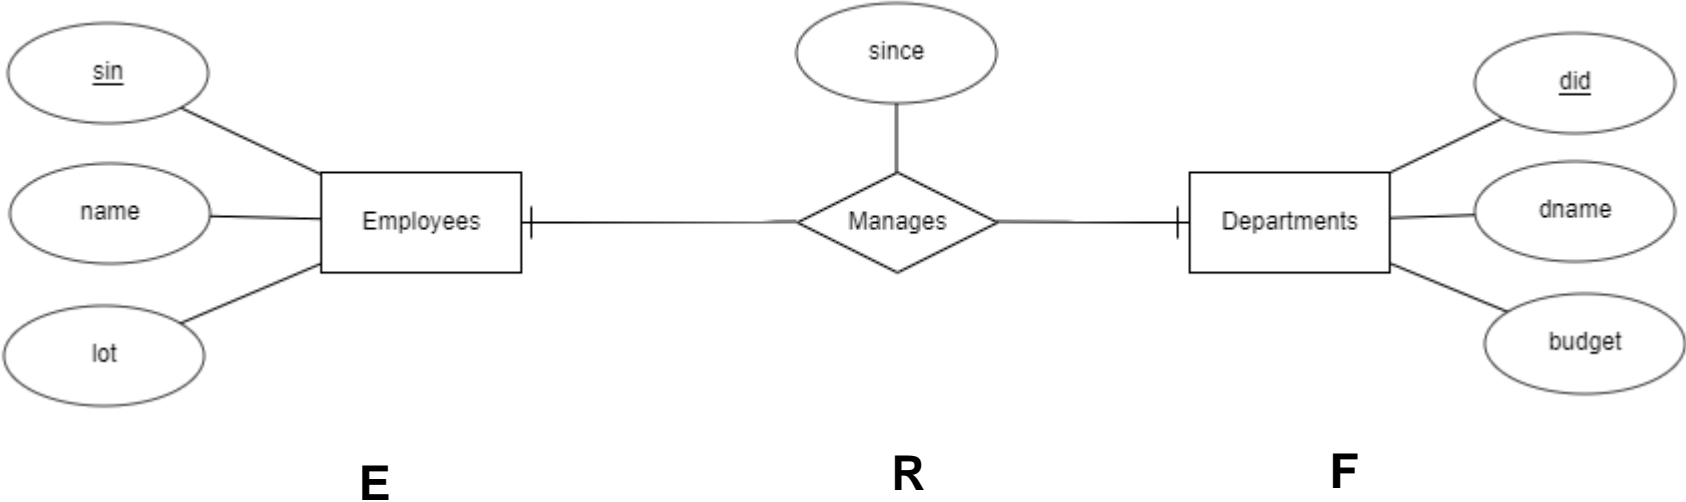 sin
name
lot
Employees
since
Manages
Departments
did
dname
budget
E
R
F